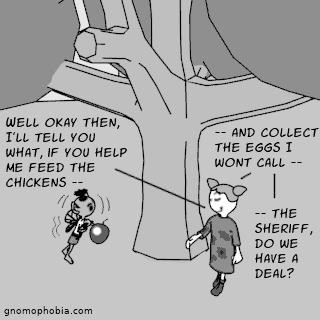 WELL OKAY THEN,
I'LL TELL YOU
WHAT, IF YOU HELP
ME FEED THE
CHICKENS --
-- AND COLLECT
THE EGGS I
WONT CALL --
-- THE
SHERIFF,
DO WE
HAVE A
DEAL?
gnomophobia.com